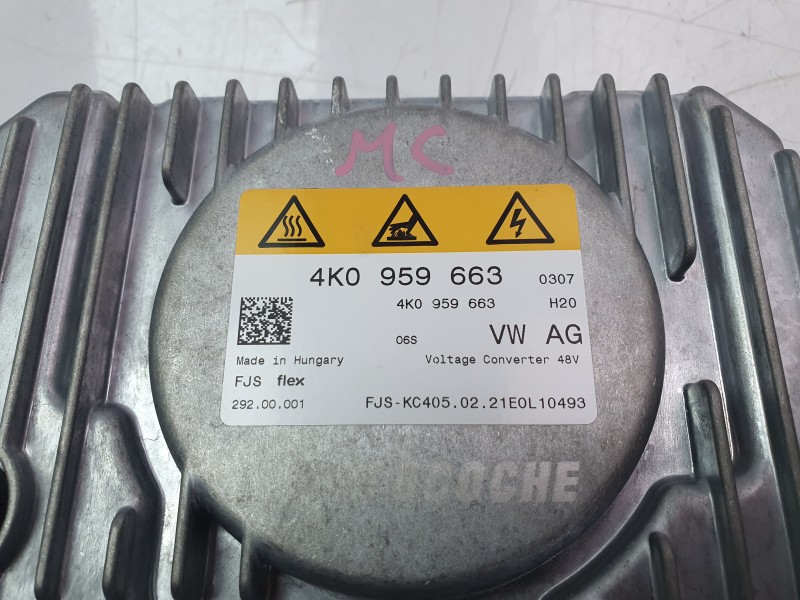 MC
4K0 959 663 0307
4K0 959 663 H20
06S VW AG
Made in Hungary Voltage Converter 48V
FJS flex
292.00.001 FJS-KC405.02.21E0L10493